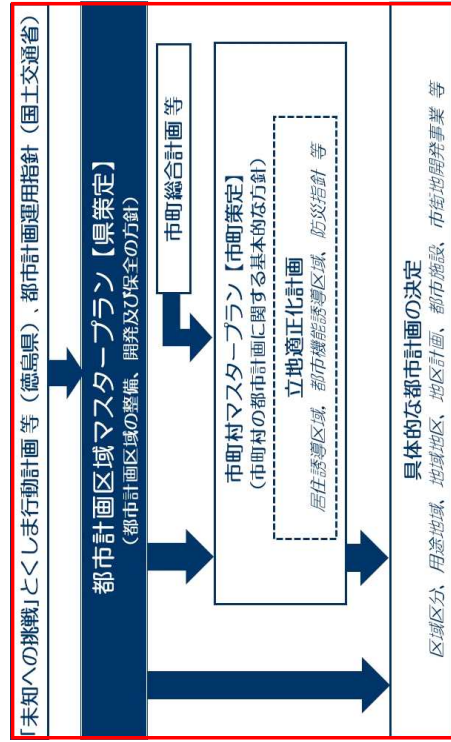 「未知への挑戦」とくしま行動計画 等（徳島県）、都市計画運用指針（国土交通省）
都市計画区域マスタープラン【県策定】
（都市計画区域の整備、開発及び保全の方針）
市町総合計画 等
市町村マスタープラン【市町策定】
（市町村の都市計画に関する基本的な方針）
立地適正化計画
居住誘導区域、都市機能誘導区域、防災指針 等
具体的な都市計画の決定
区域区分、用途地域、地域地区、地区計画、都市施設、市街地開発事業 等